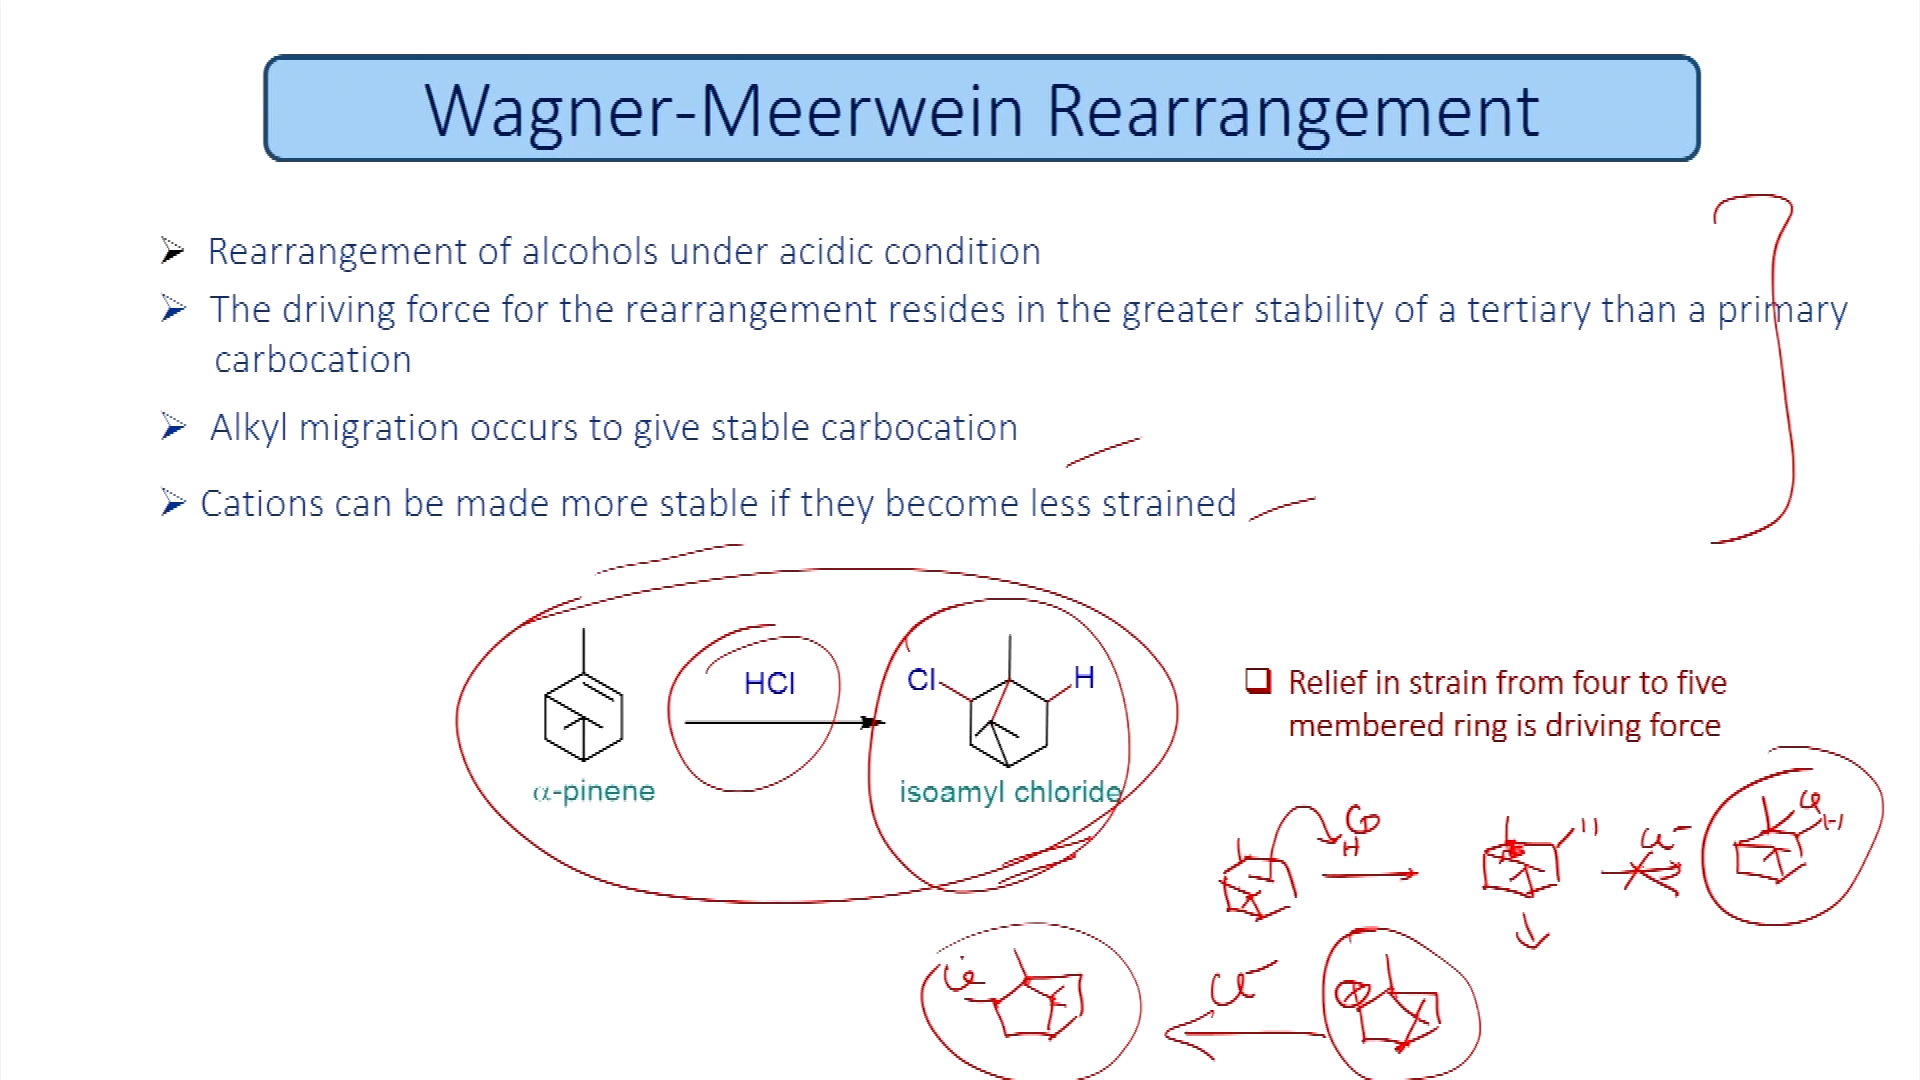 Wagner-Meerwein Rearrangement
Rearrangement of alcohols under acidic condition
The driving force for the rearrangement resides in the greater stability of a tertiary than a primary
carbocation
Alkyl migration occurs to give stable carbocation
Cations can be made more stable if they become less strained
HCl
Cl
H
α-pinene
isoamyl chloride
Relief in strain from four to five
membered ring is driving force
H